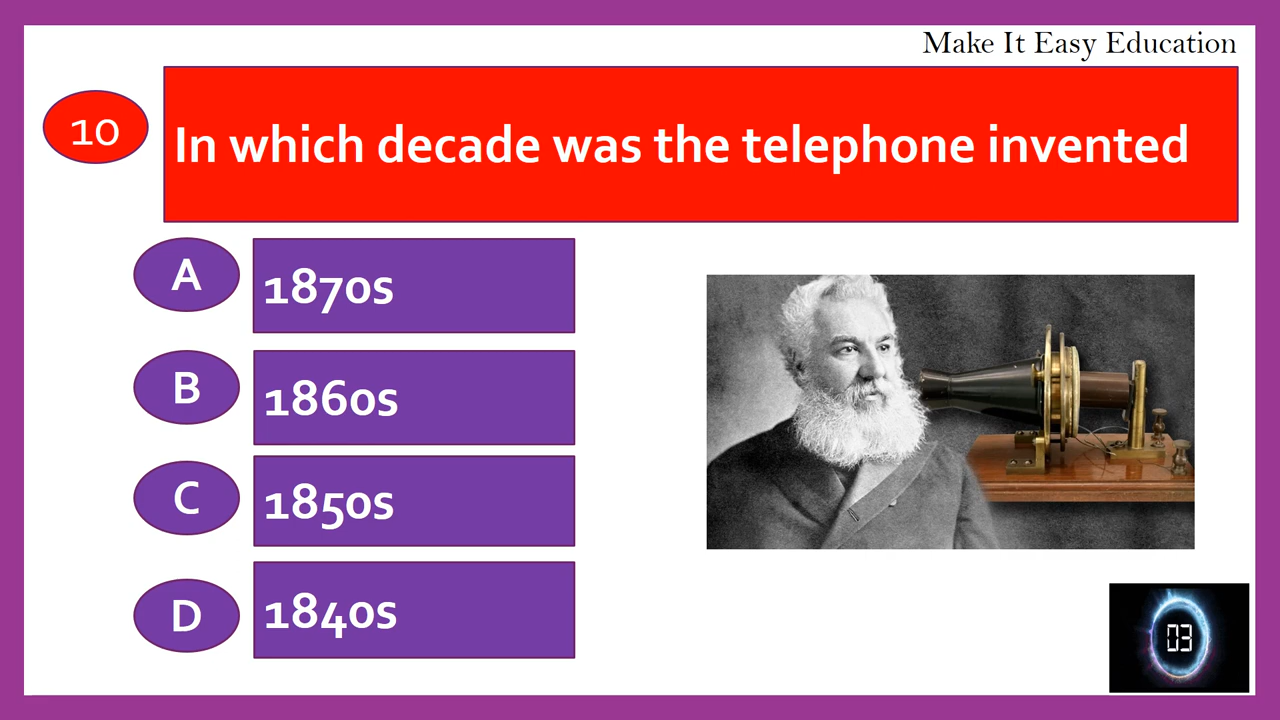 Make It Easy Education
10
In which decade was the telephone invented
A
1870s
B
1860s
C
1850s
D
1840s
03